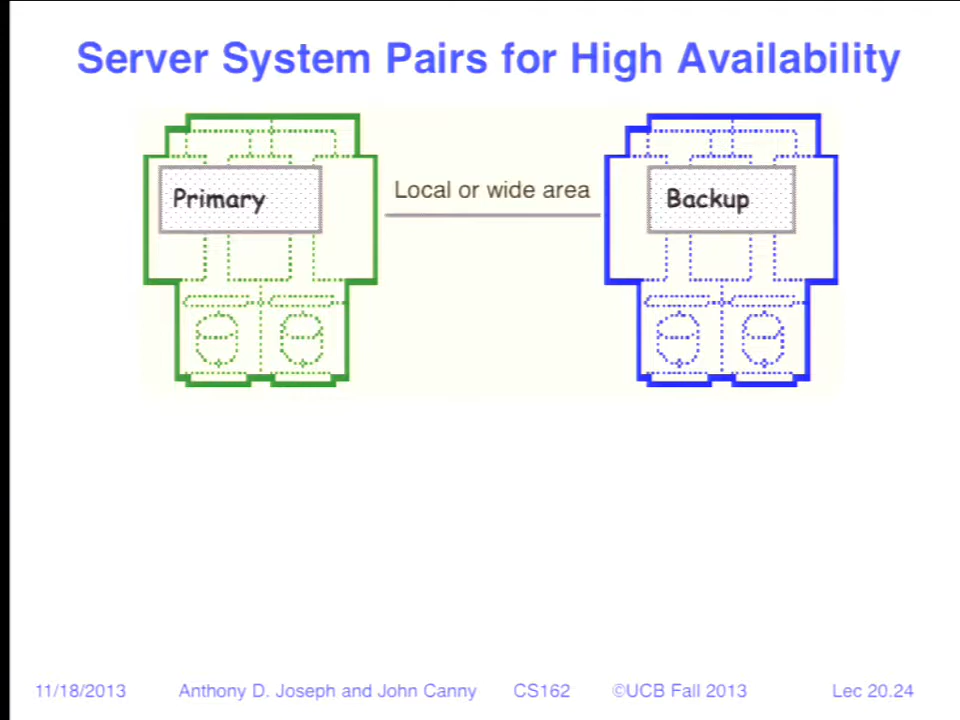 Server System Pairs for High Availability
Primary
Local or wide area
Backup
11/18/2013 Anthony D. Joseph and John Canny CS162 ©UCB Fall 2013 Lec 20.24